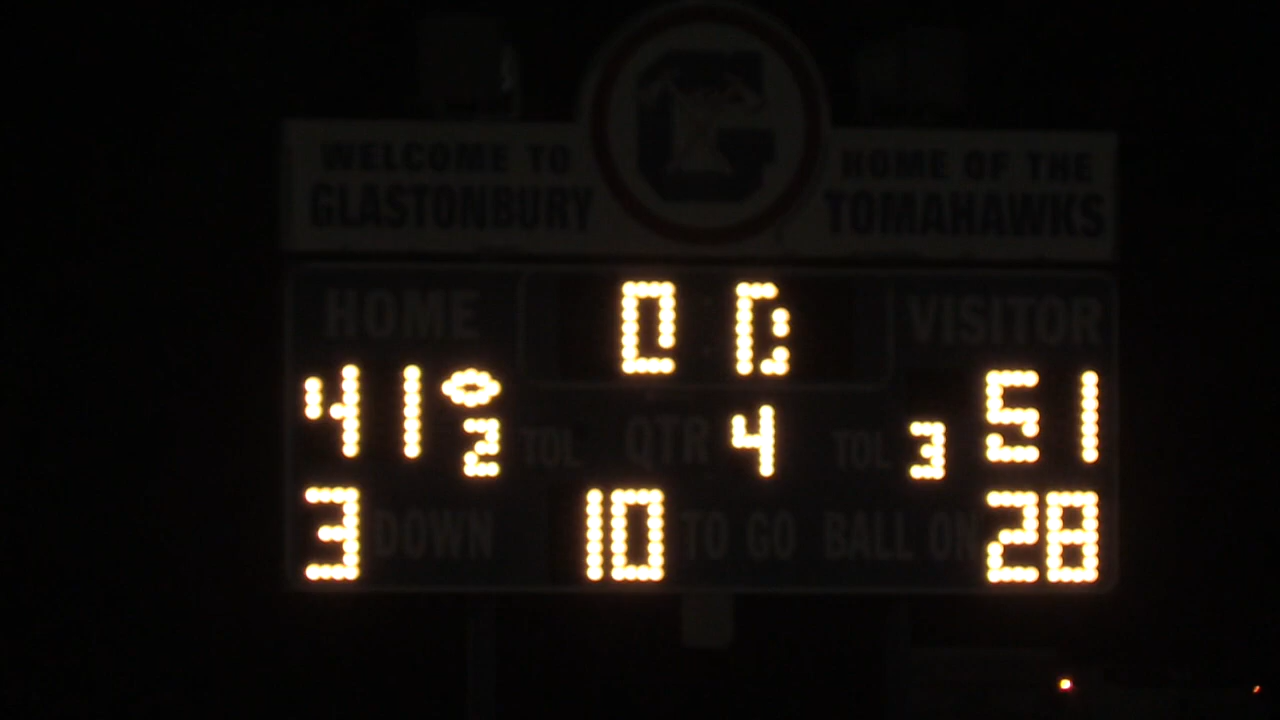 G
WELCOME TO
GLASTONBURY
HOME OF THE
TOMAHAWKS
HOME 0 0 VISITOR
41 2 TOL QTR 4 TOL 3 51
3 DOWN 10 TO GO BALL ON 28